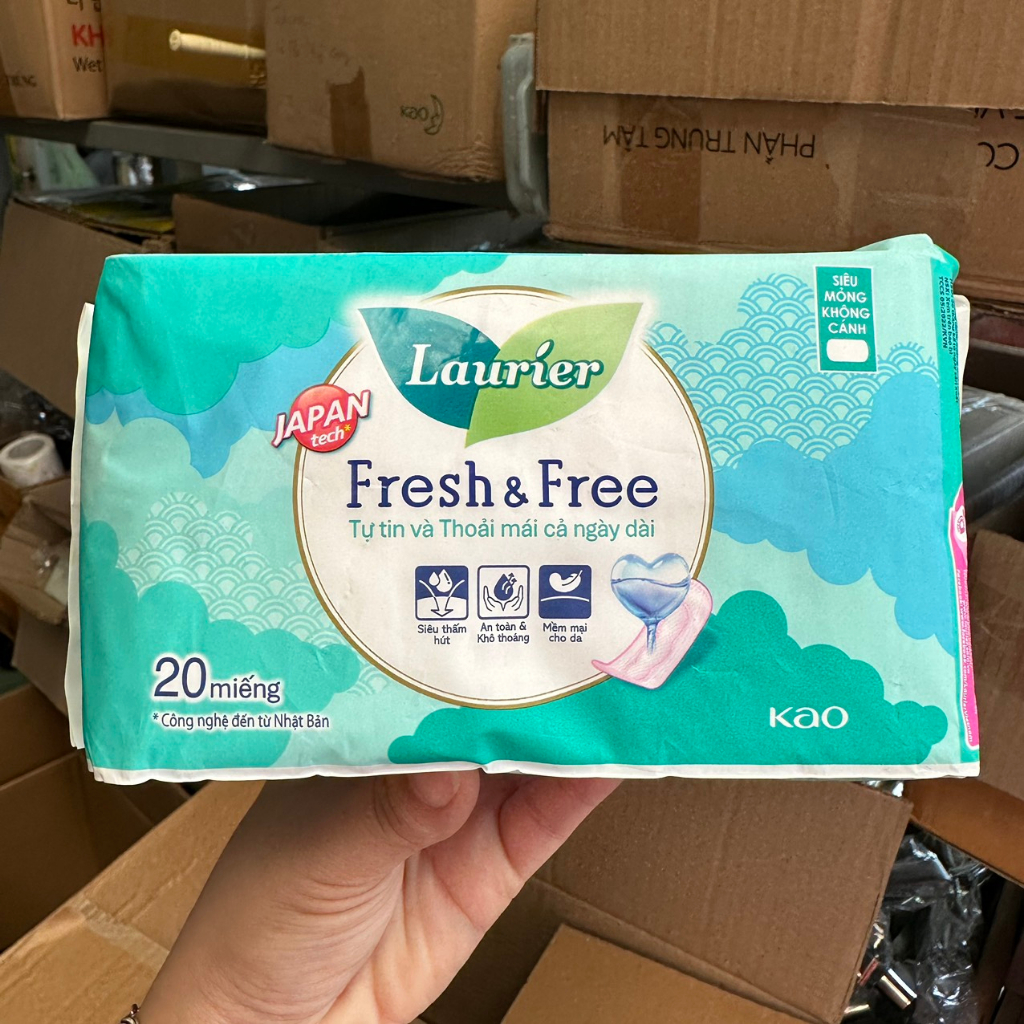 KH
Wet
PHÂN TRUNG TÂM
SIÊU
MỎNG
KHÔNG
CÁNH
Laurier
JAPAN
tech*
Fresh & Free
Tự tin và Thoải mái cả ngày dài
Siêu thấm
hút
An toàn &
Khô thoáng
Mềm mại
cho da
20 miếng
* Công nghệ đến từ Nhật Bản
Kao